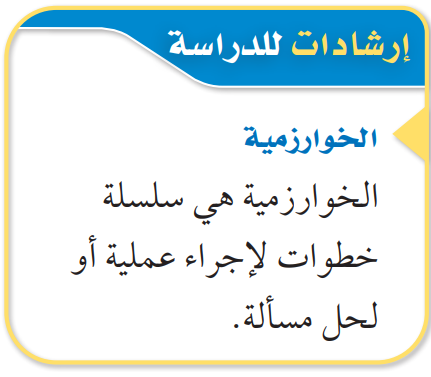 إرشادات للدراسة
الخوارزمية
الخوارزمية هي سلسلة
خطوات لإجراء عملية أو
لحل مسألة.